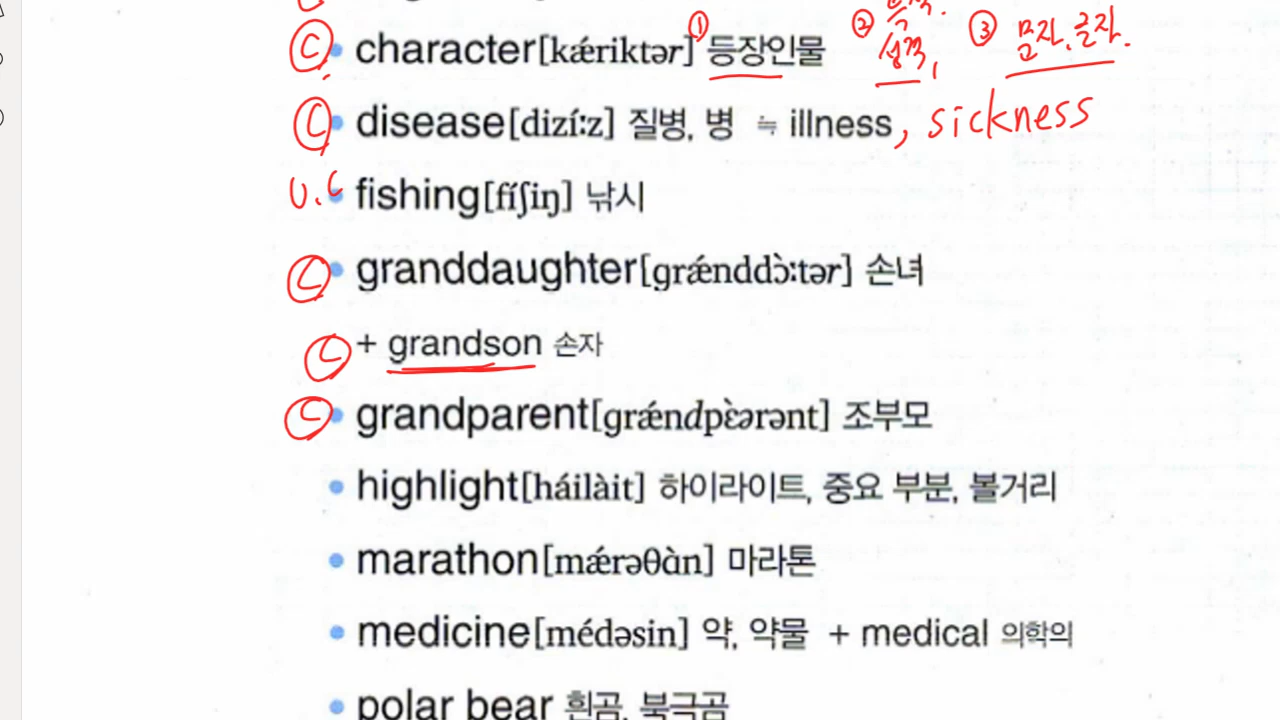 Ⓒ character[kǽriktər] ①등장인물 ② 성격, ③ 문자, 글자.
Ⓒ disease[dizíːz] 질병, 병 ≒ illness, sickness
U.C fishing[fíʃiŋ] 낚시
Ⓒ granddaughter[grǽnddɔ̀ːtər] 손녀
Ⓒ + grandson 손자
Ⓒ grandparent[grǽndpɛ̀ərənt] 조부모
highlight[háilàit] 하이라이트, 중요 부분, 볼거리
marathon[mǽrəθàn] 마라톤
medicine[médəsin] 약, 약물 + medical 의학의
polar bear 흰곰, 북극곰